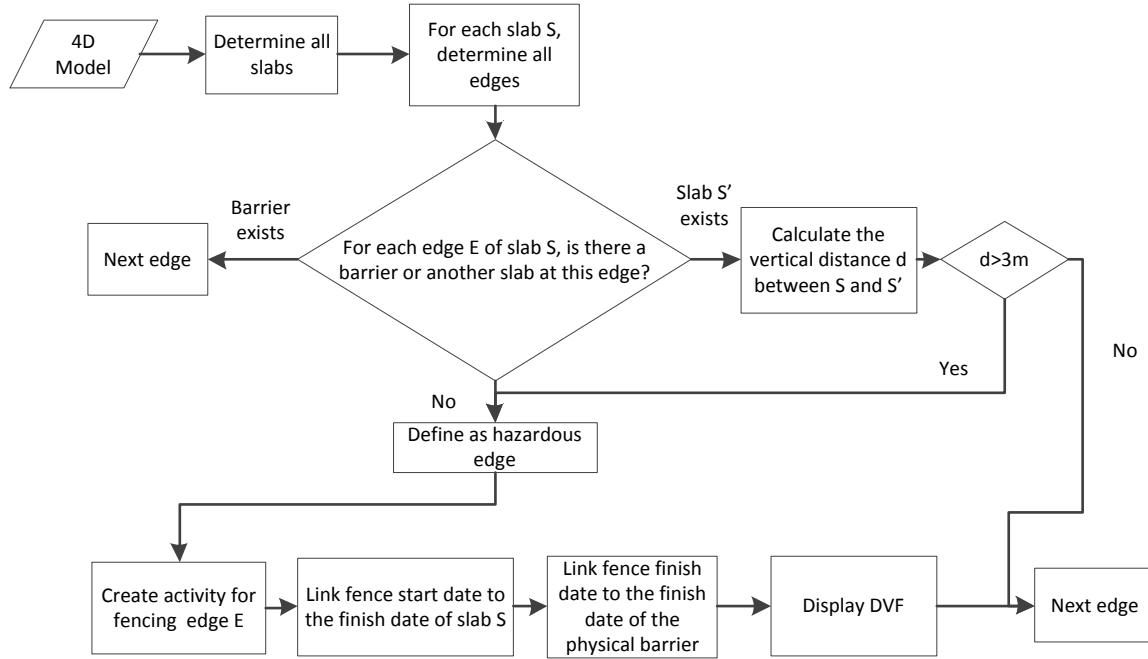 4D
Model
Determine all
slabs
For each slab S,
determine all
edges
Barrier
exists
Slab S’
exists
Next edge
For each edge E of slab S, is there a
barrier or another slab at this edge?
Calculate the
vertical distance d
between S and S’
d>3m
No
Yes
No
Define as hazardous
edge
Create activity for
fencing edge E
Link fence start date to
the finish date of slab S
Link fence finish
date to the finish
date of the
physical barrier
Display DVF
Next edge